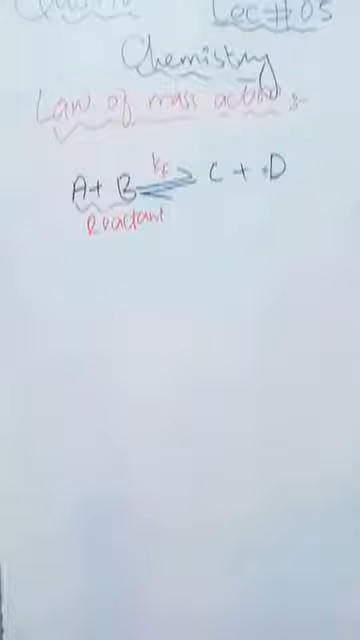 Lec # 05
Chemistry
Law of mass action :-
A + B ⇌ C + D
Kf
Reactant